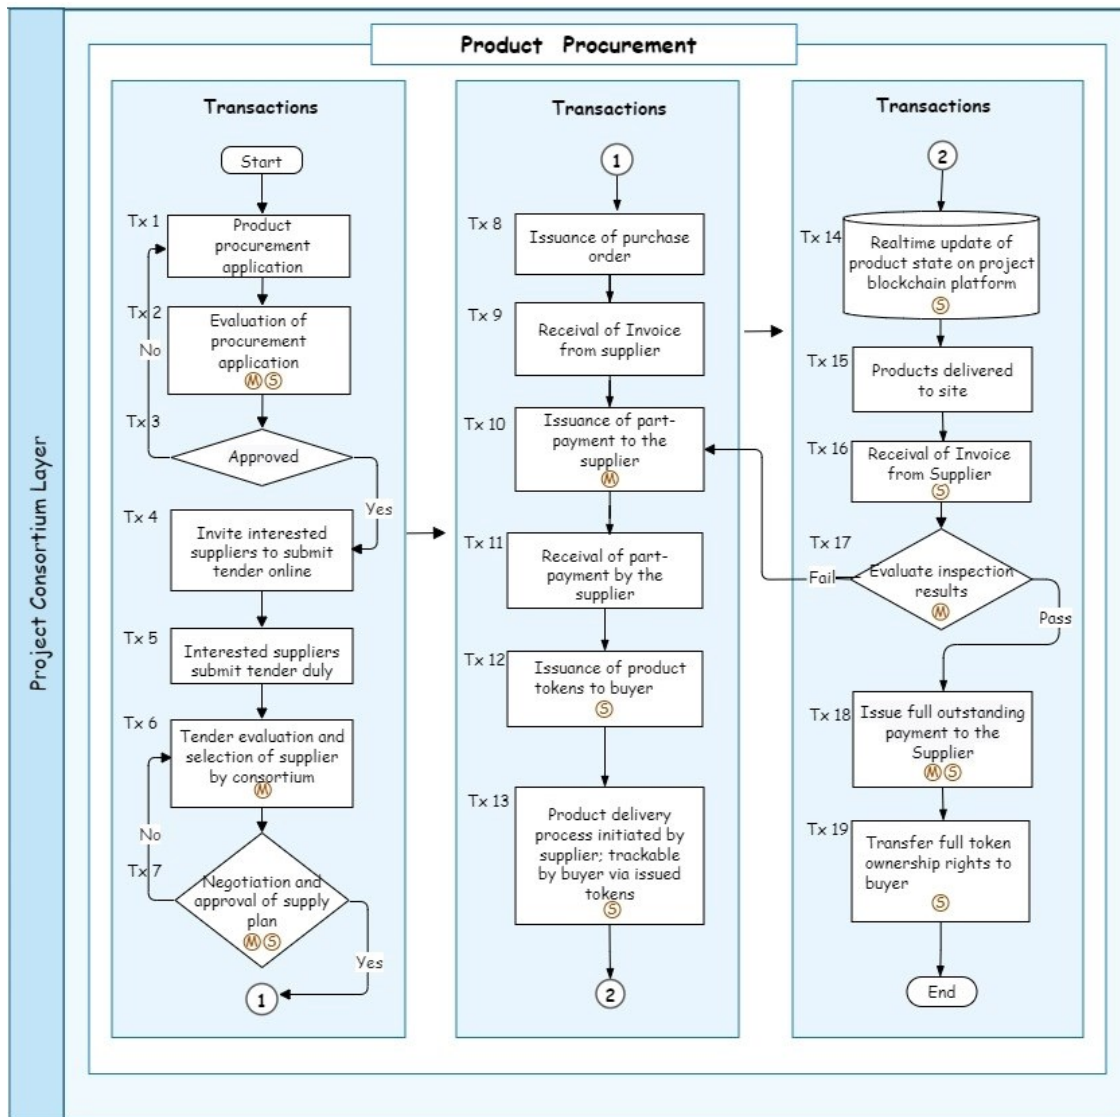 Product Procurement
Project Consortium Layer
Transactions
Start
Tx 1
Product
procurement
application
Tx 2
Evaluation of
procurement
application
M S
No
Tx 3
Approved
Yes
Tx 4
Invite interested
suppliers to submit
tender online
Tx 5
Interested suppliers
submit tender duly
Tx 6
Tender evaluation and
selection of supplier
by consortium
M
No
Tx 7
Negotiation and
approval of supply
plan
M S
Yes
1
Transactions
1
Tx 8
Issuance of purchase
order
Tx 9
Receival of Invoice
from supplier
Tx 10
Issuance of part-
payment to the
supplier
M
Tx 11
Receival of part-
payment by the
supplier
Tx 12
Issuance of product
tokens to buyer
S
Tx 13
Product delivery
process initiated by
supplier; trackable
by buyer via issued
tokens
S
2
Transactions
2
Tx 14
Realtime update of
product state on project
blockchain platform
S
Tx 15
Products delivered
to site
Tx 16
Receival of Invoice
from Supplier
S
Tx 17
Fail
Evaluate inspection
results
M
Pass
Tx 18
Issue full outstanding
payment to the
Supplier
M S
Tx 19
Transfer full token
ownership rights to
buyer
S
End